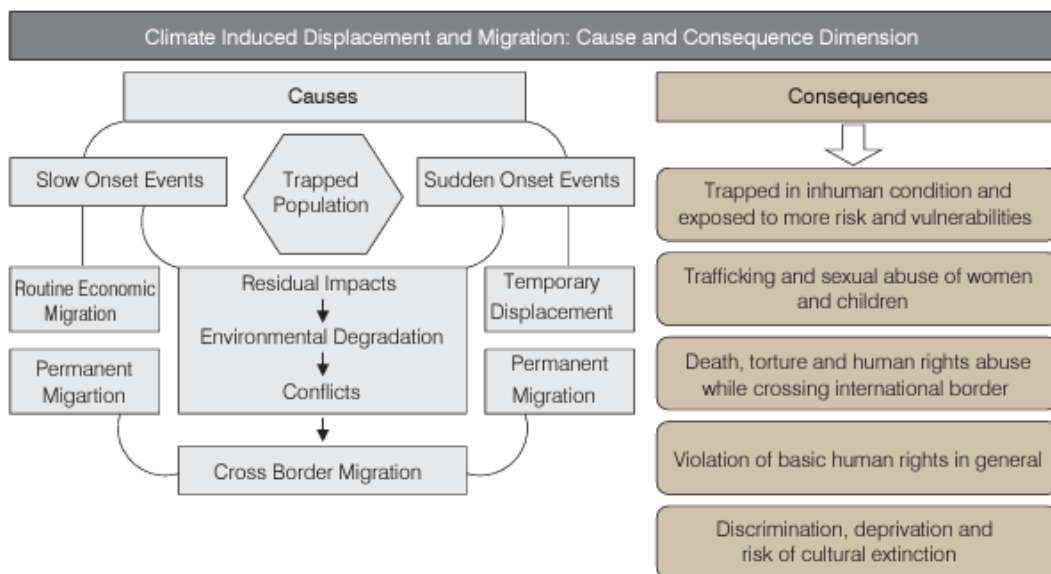 Climate Induced Displacement and Migration: Cause and Consequence Dimension
Causes
Slow Onset Events
Trapped
Population
Sudden Onset Events
Routine Economic
Migration
Residual Impacts
Environmental Degradation
Conflicts
Temporary
Displacement
Permanent
Migartion
Permanent
Migration
Cross Border Migration
Consequences
Trapped in inhuman condition and
exposed to more risk and vulnerabilities
Trafficking and sexual abuse of women
and children
Death, torture and human rights abuse
while crossing international border
Violation of basic human rights in general
Discrimination, deprivation and
risk of cultural extinction